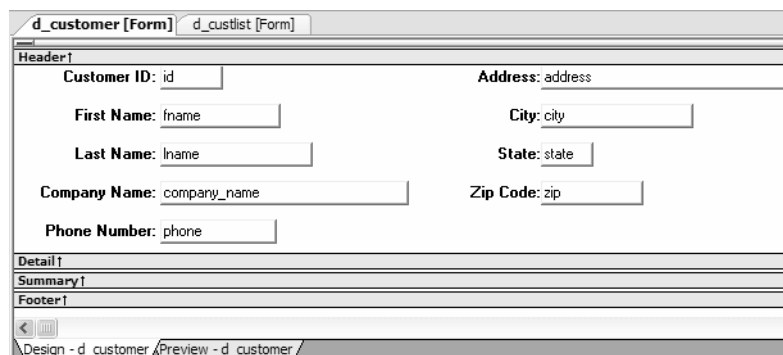 d_customer [Form] d_custlist [Form]
Header↑
Customer ID: id Address: address
First Name: fname City: city
Last Name: lname State: state
Company Name: company_name Zip Code: zip
Phone Number: phone
Detail↑
Summary↑
Footer↑
Design - d_customer Preview - d_customer